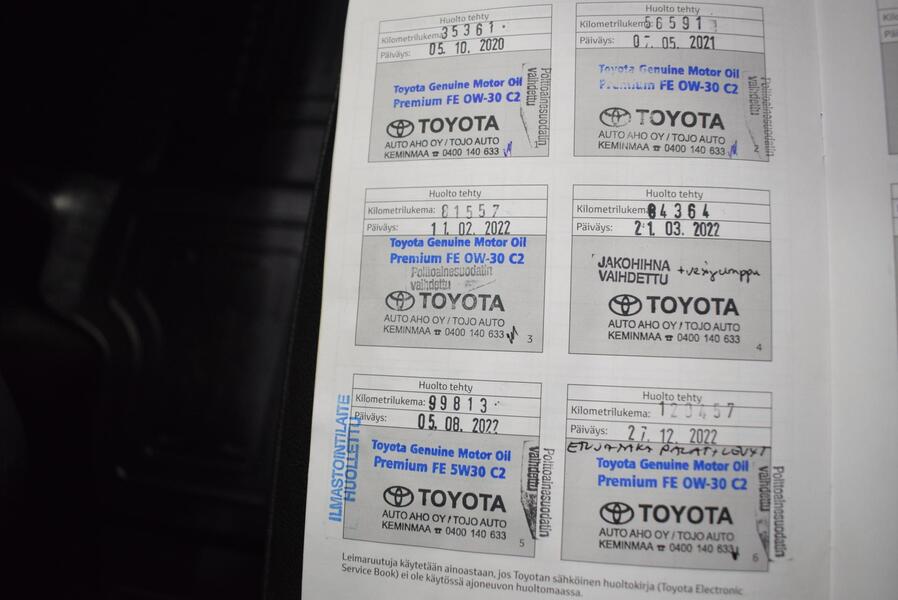 Huolto tehty
Kilometrilukema: 35361
Päiväys: 05. 10. 2020
Toyota Genuine Motor Oil
Premium FE 0W-30 C2
Polttoainesuodatin
vaihdettu
TOYOTA
AUTO AHO OY / TOJO AUTO
KEMINMAA ☎ 0400 140 633
1
Huolto tehty
Kilometrilukema: 56591
Päiväys: 07. 05. 2021
Toyota Genuine Motor Oil
Premium FE 0W-30 C2
Polttoainesuodatin
vaihdettu
TOYOTA
AUTO AHO OY / TOJO AUTO
KEMINMAA ☎ 0400 140 633
2
Huolto tehty
Kilometrilukema: 81557
Päiväys: 11. 02. 2022
Toyota Genuine Motor Oil
Premium FE 0W-30 C2
Polttoainesuodatin
vaihdettu
TOYOTA
AUTO AHO OY / TOJO AUTO
KEMINMAA ☎ 0400 140 633
3
Huolto tehty
Kilometrilukema: 84364
Päiväys: 21. 03. 2022
JAKOHIHNA
VAIHDETTU + vesipumppu
TOYOTA
AUTO AHO OY / TOJO AUTO
KEMINMAA ☎ 0400 140 633
4
Huolto tehty
Kilometrilukema: 99813
Päiväys: 05. 08. 2022
ILMASTOINTILAITE
HUOLLETTU
Toyota Genuine Motor Oil
Premium FE 5W30 C2
Polttoainesuodatin
vaihdettu
TOYOTA
AUTO AHO OY / TOJO AUTO
KEMINMAA ☎ 0400 140 633
5
Huolto tehty
Kilometrilukema: 120457
Päiväys: 27. 12. 2022
ETUJARRUPALAT+LEVYT
Toyota Genuine Motor Oil
Premium FE 0W-30 C2
Polttoainesuodatin
vaihdettu
TOYOTA
AUTO AHO OY / TOJO AUTO
KEMINMAA ☎ 0400 140 633
6
Leimaruutuja käytetään ainoastaan, jos Toyotan sähköinen huoltokirja (Toyota Electronic
Service Book) ei ole käytössä ajoneuvon huoltomaassa.